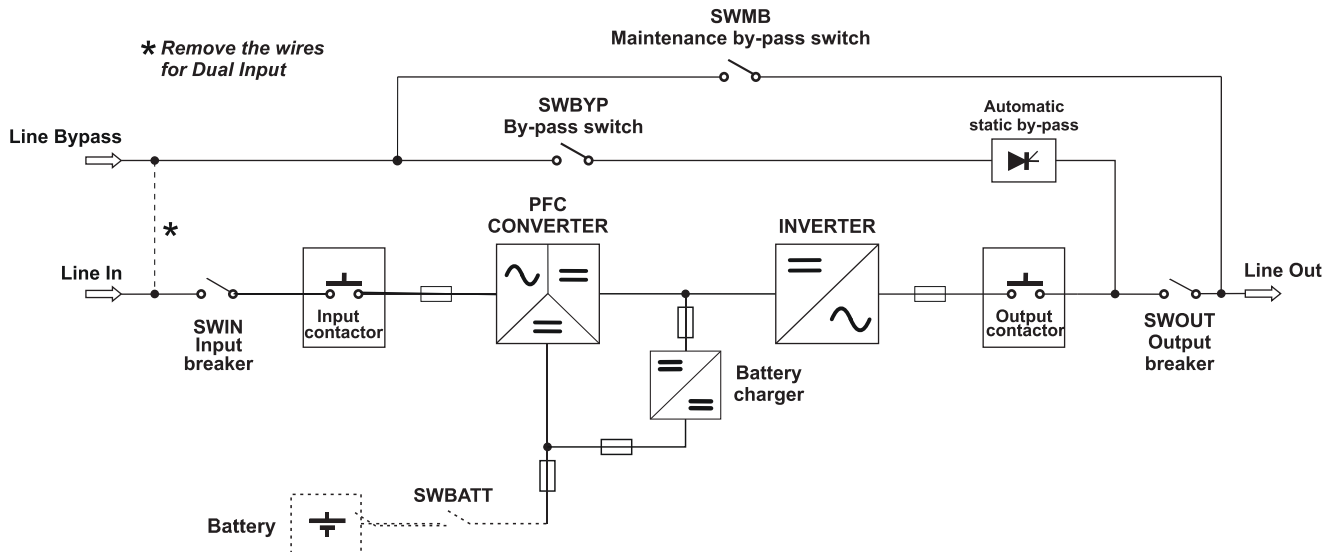 SWMB
Maintenance by-pass switch
* Remove the wires
for Dual Input
SWBYP
By-pass switch
Automatic
static by-pass
Line Bypass
*
PFC
CONVERTER
INVERTER
Line In
Line Out
SWIN
Input
breaker
Input
contactor
Output
contactor
SWOUT
Output
breaker
Battery
charger
SWBATT
Battery